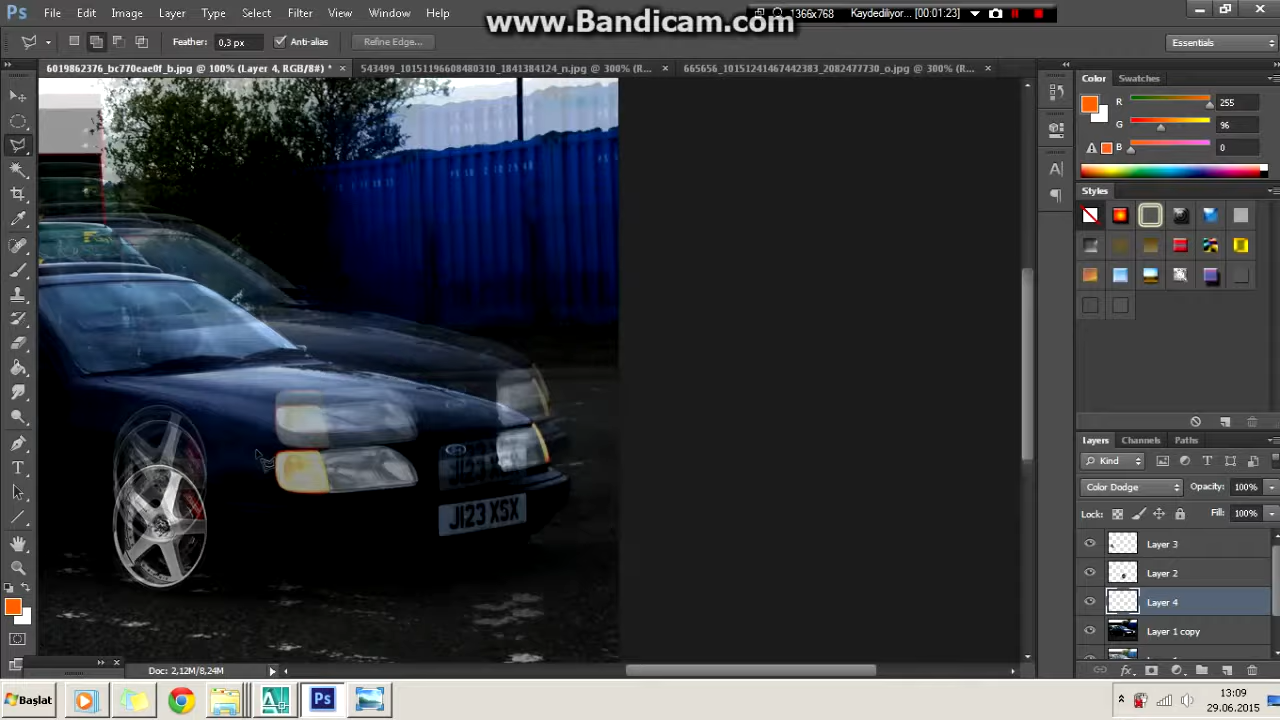 Ps File Edit Image Layer Type Select Filter View Window Help
www.Bandicam.com
1366x768 Kaydediliyor... [00:01:23]
Feather: 0,3 px Anti-alias Refine Edge... Essentials
6019862376_bc770eae0f_b.jpg @ 100% (Layer 4, RGB/8#) * × 543499_10151196608480310_1841384124_n.jpg @ 300% (R... × 665656_10151241467442383_2082477730_o.jpg @ 300% (R... ×
Color Swatches
R 255
G 96
B 0
Styles
J123 XSX
Layers Channels Paths
Kind
Color Dodge Opacity: 100%
Lock: Fill: 100%
Layer 3
Layer 2
Layer 4
Layer 1 copy
Doc: 2,12M/8,24M
Başlat
Ps
13:09
29.06.2015